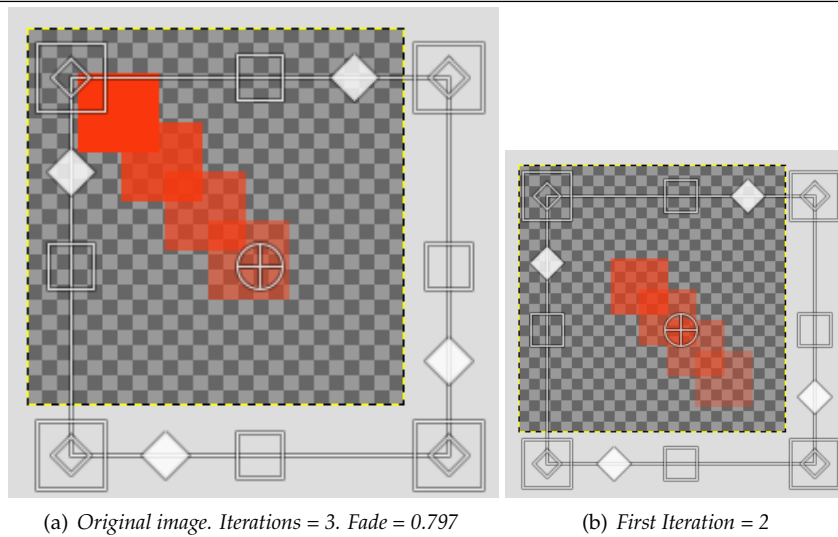 (a) Original image. Iterations = 3. Fade = 0.797
(b) First Iteration = 2